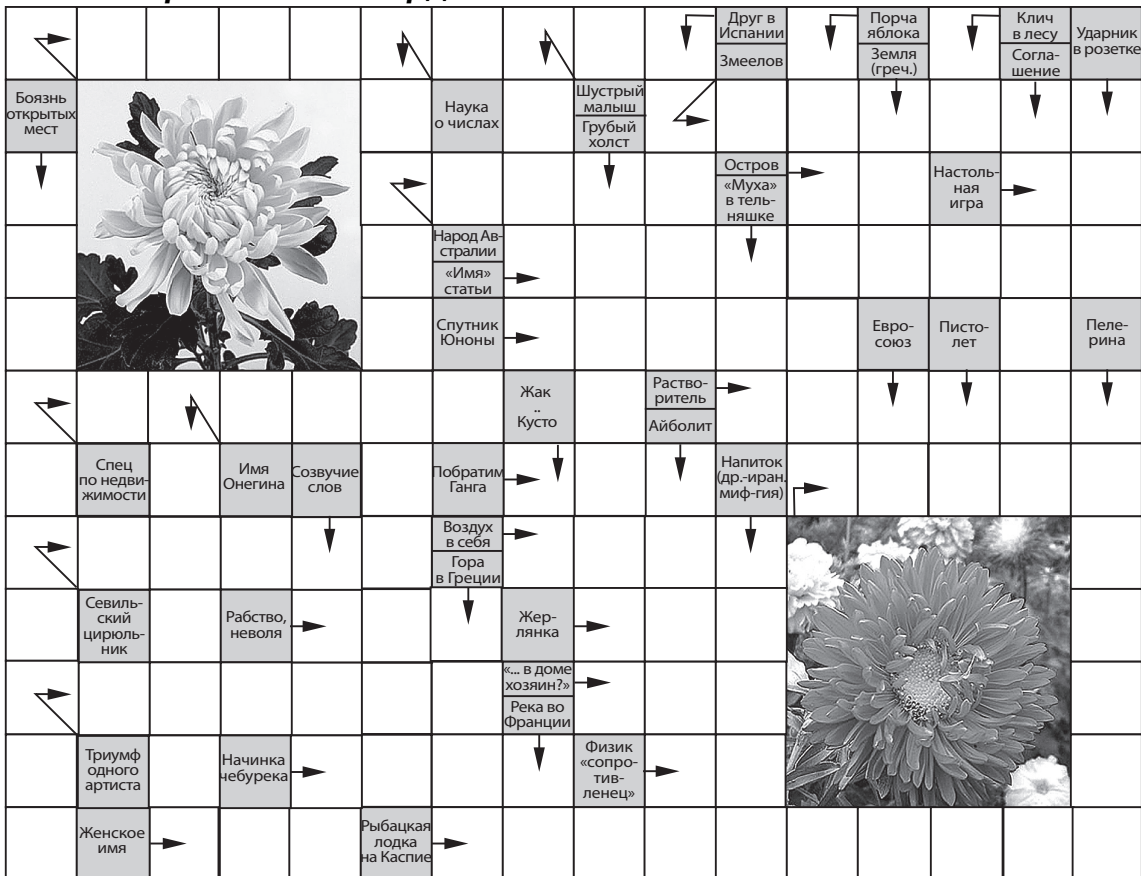 Друг в
Испании
Змеелов
Порча
яблока
Земля
(греч.)
Клич
в лесу
Согла-
шение
Ударник
в розетке
Боязнь
открытых
мест
Наука
о числах
Шустрый
малыш
Грубый
холст
Остров
«Муха»
в тель-
няшке
Настоль-
ная
игра
Народ Ав-
стралии
«Имя»
статьи
Спутник
Юноны
Евро-
союз
Писто-
лет
Пеле-
рина
Жак
..
Кусто
Раство-
ритель
Айболит
Спец
по недви-
жимости
Имя
Онегина
Созвучие
слов
Побратим
Ганга
Напиток
(др.-иран.
миф-гия)
Воздух
в себя
Гора
в Греции
Севиль-
ский
цирюль-
ник
Рабство,
неволя
Жер-
лянка
«... в доме
хозяин?»
Река во
Франции
Триумф
одного
артиста
Начинка
чебурека
Физик
«сопро-
тив-
ленец»
Женское
имя
Рыбацкая
лодка
на Каспие